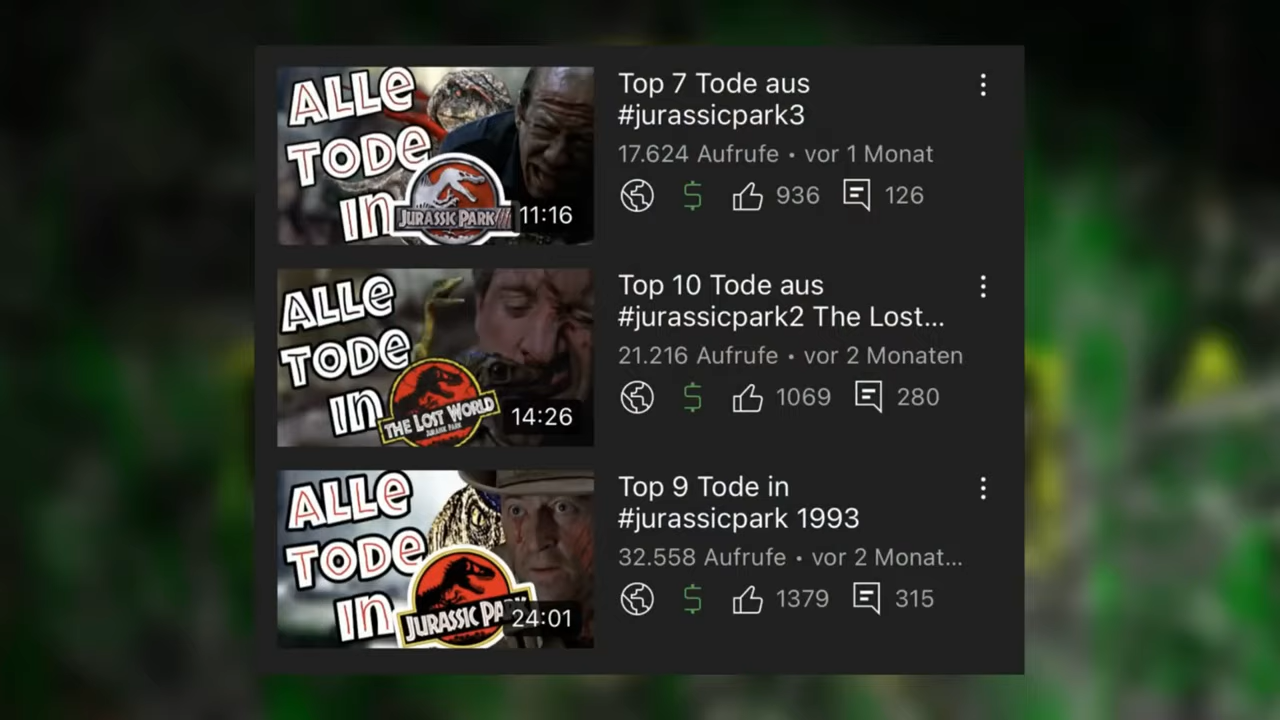 ALLE
TODE
IN
JURASSIC PARK ///
11:16
Top 7 Tode aus
#jurassicpark3
17.624 Aufrufe • vor 1 Monat
936
126
ALLE
TODE
IN
THE LOST WORLD
JURASSIC PARK
14:26
Top 10 Tode aus
#jurassicpark2 The Lost...
21.216 Aufrufe • vor 2 Monaten
1069
280
ALLE
TODE
IN
JURASSIC PA
24:01
Top 9 Tode in
#jurassicpark 1993
32.558 Aufrufe • vor 2 Monat...
1379
315